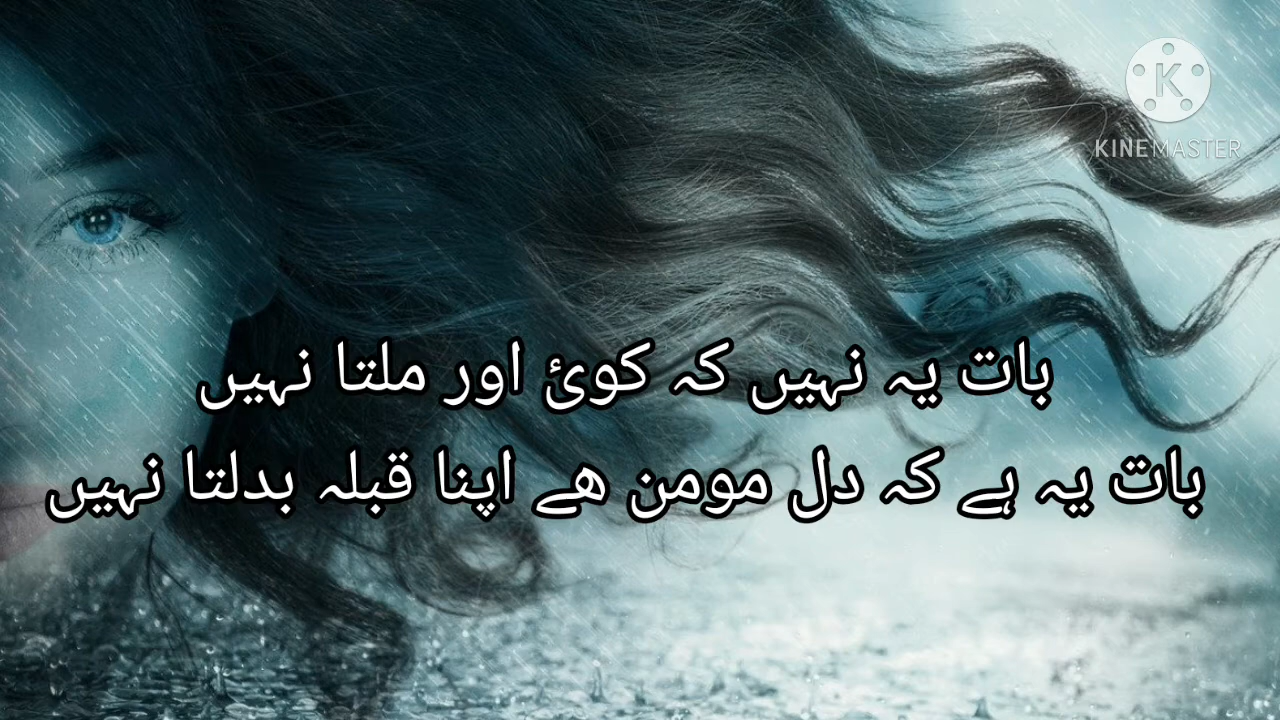 KINEMASTER
بات یہ نہیں کہ کوئ اور ملتا نہیں
بات یہ ہے کہ دل مومن ھے اپنا قبلہ بدلتا نہیں